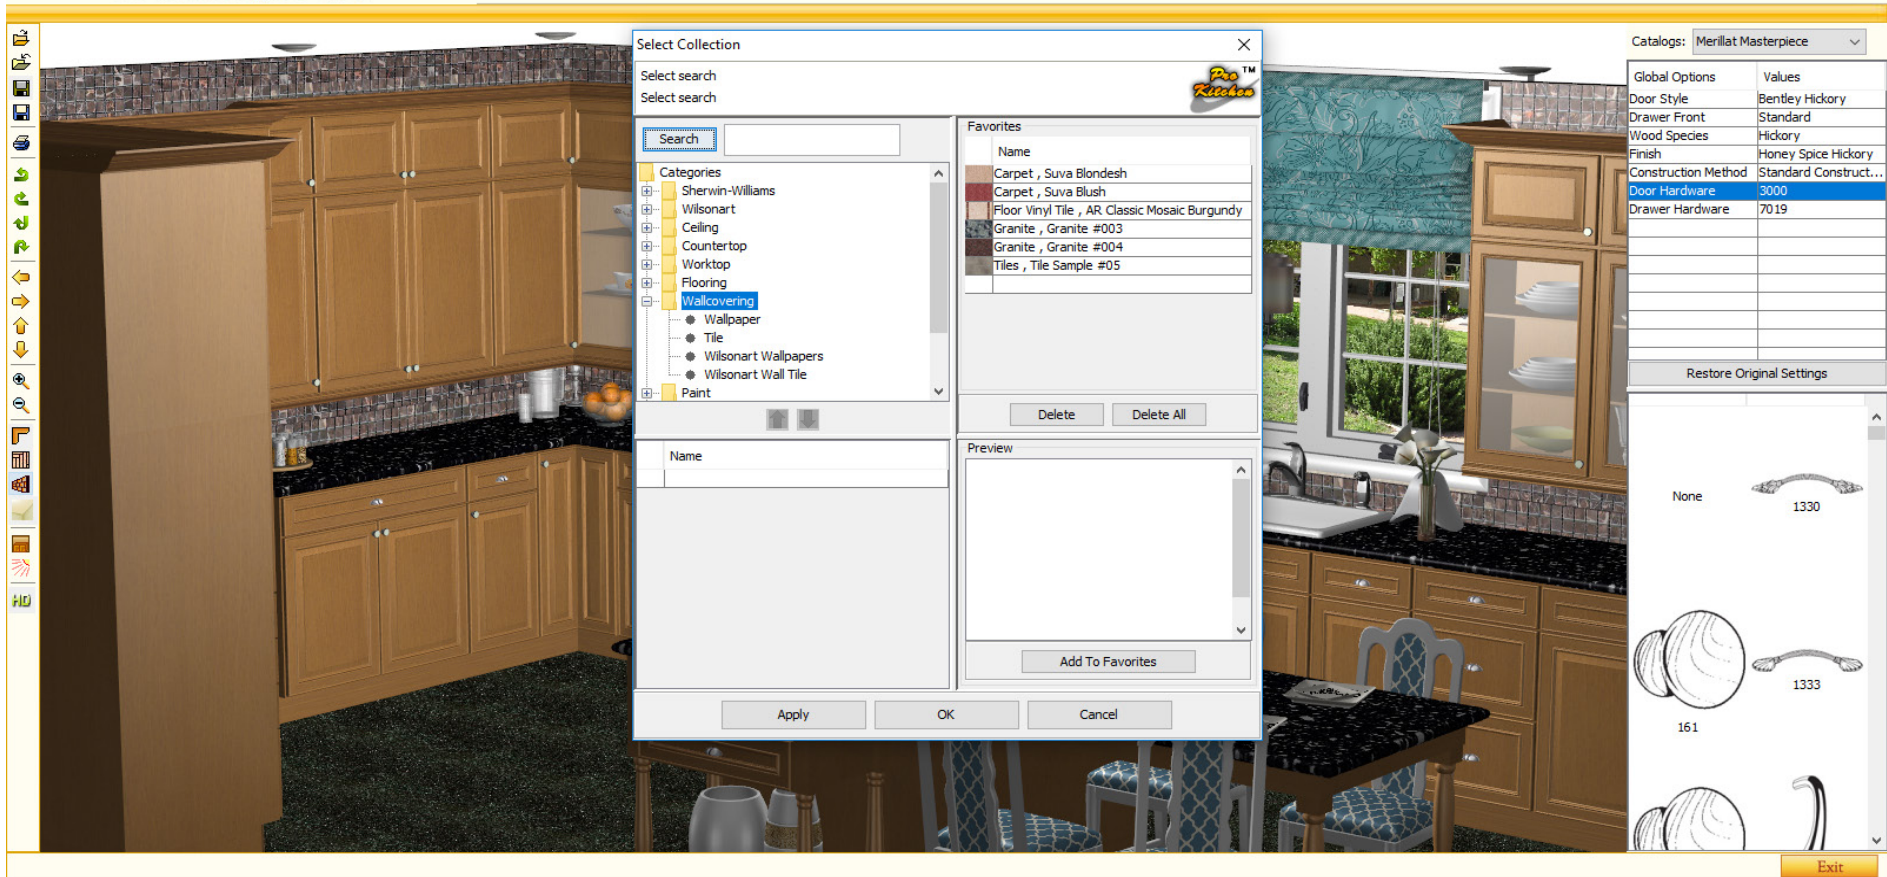 Select Collection
Select search
Select search
Pro Kitchen ™
Search
Categories
Sherwin-Williams
Wilsonart
Ceiling
Countertop
Worktop
Flooring
Wallcovering
Wallpaper
Tile
Wilsonart Wallpapers
Wilsonart Wall Tile
Paint
Name
Favorites
Name
Carpet , Suva Blondesh
Carpet , Suva Blush
Floor Vinyl Tile , AR Classic Mosaic Burgundy
Granite , Granite #003
Granite , Granite #004
Tiles , Tile Sample #05
Delete Delete All
Preview
Add To Favorites
Apply OK Cancel
Catalogs: Merillat Masterpiece
Global Options Values
Door Style Bentley Hickory
Drawer Front Standard
Wood Species Hickory
Finish Honey Spice Hickory
Construction Method Standard Construct...
Door Hardware 3000
Drawer Hardware 7019
Restore Original Settings
None
1330
1333
161
HD
Exit